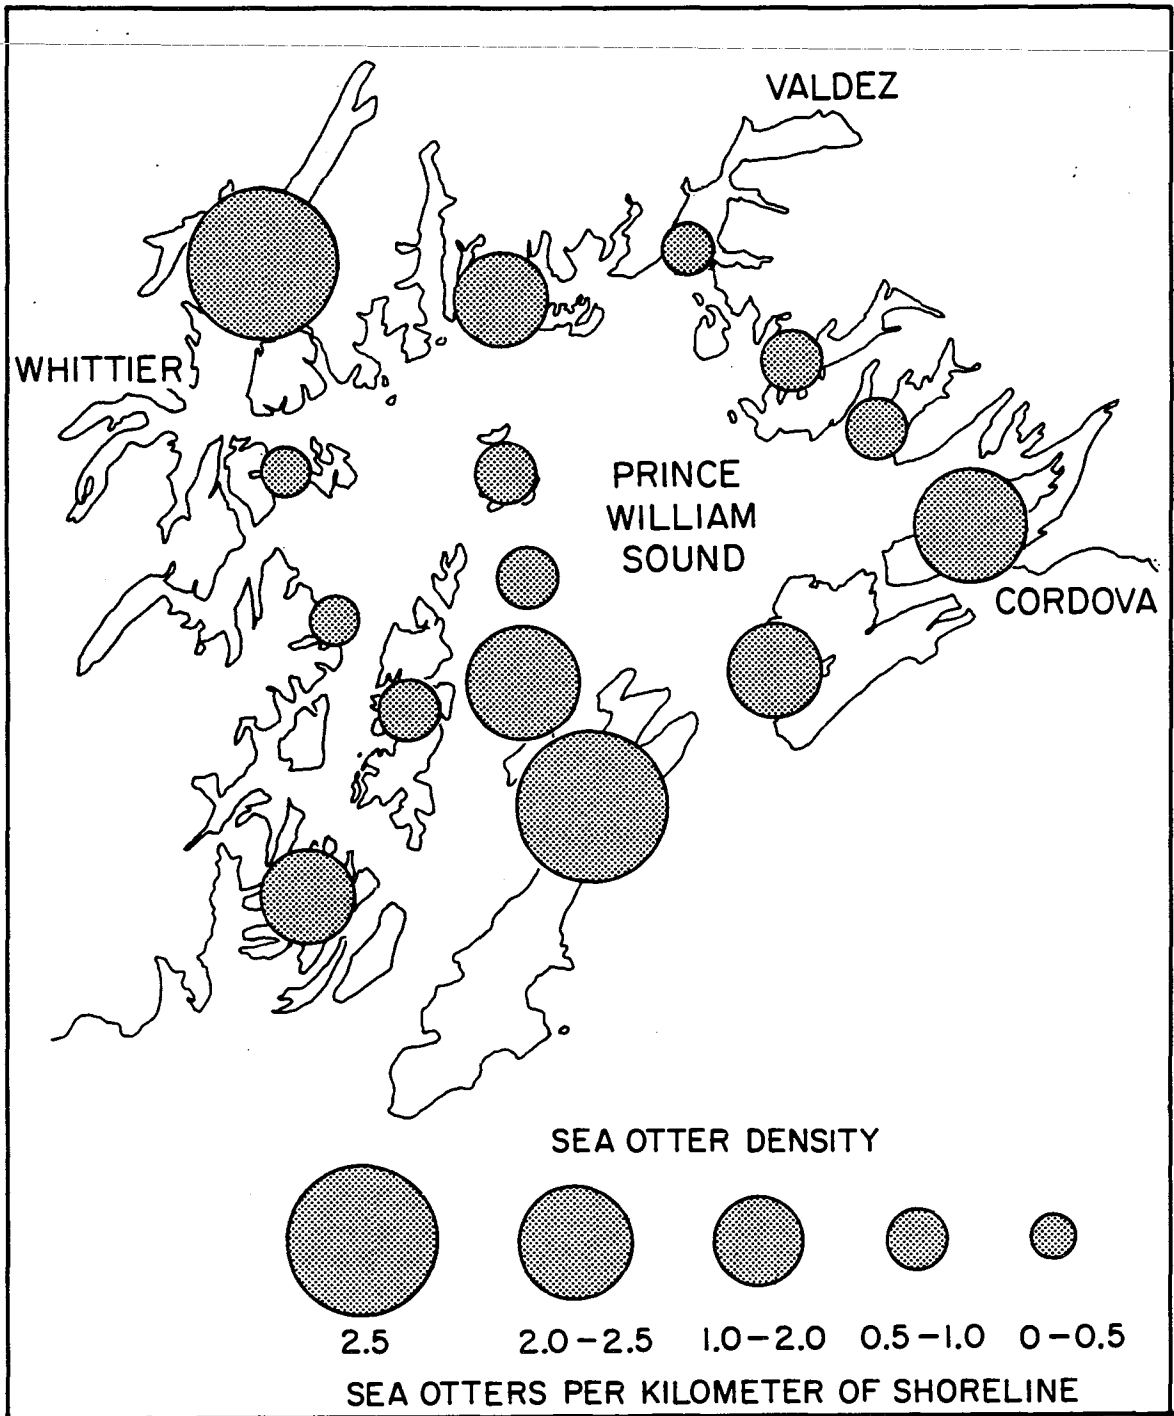 VALDEZ
WHITTIER
PRINCE
WILLIAM
SOUND
CORDOVA
SEA OTTER DENSITY
2.5 2.0–2.5 1.0–2.0 0.5–1.0 0–0.5
SEA OTTERS PER KILOMETER OF SHORELINE